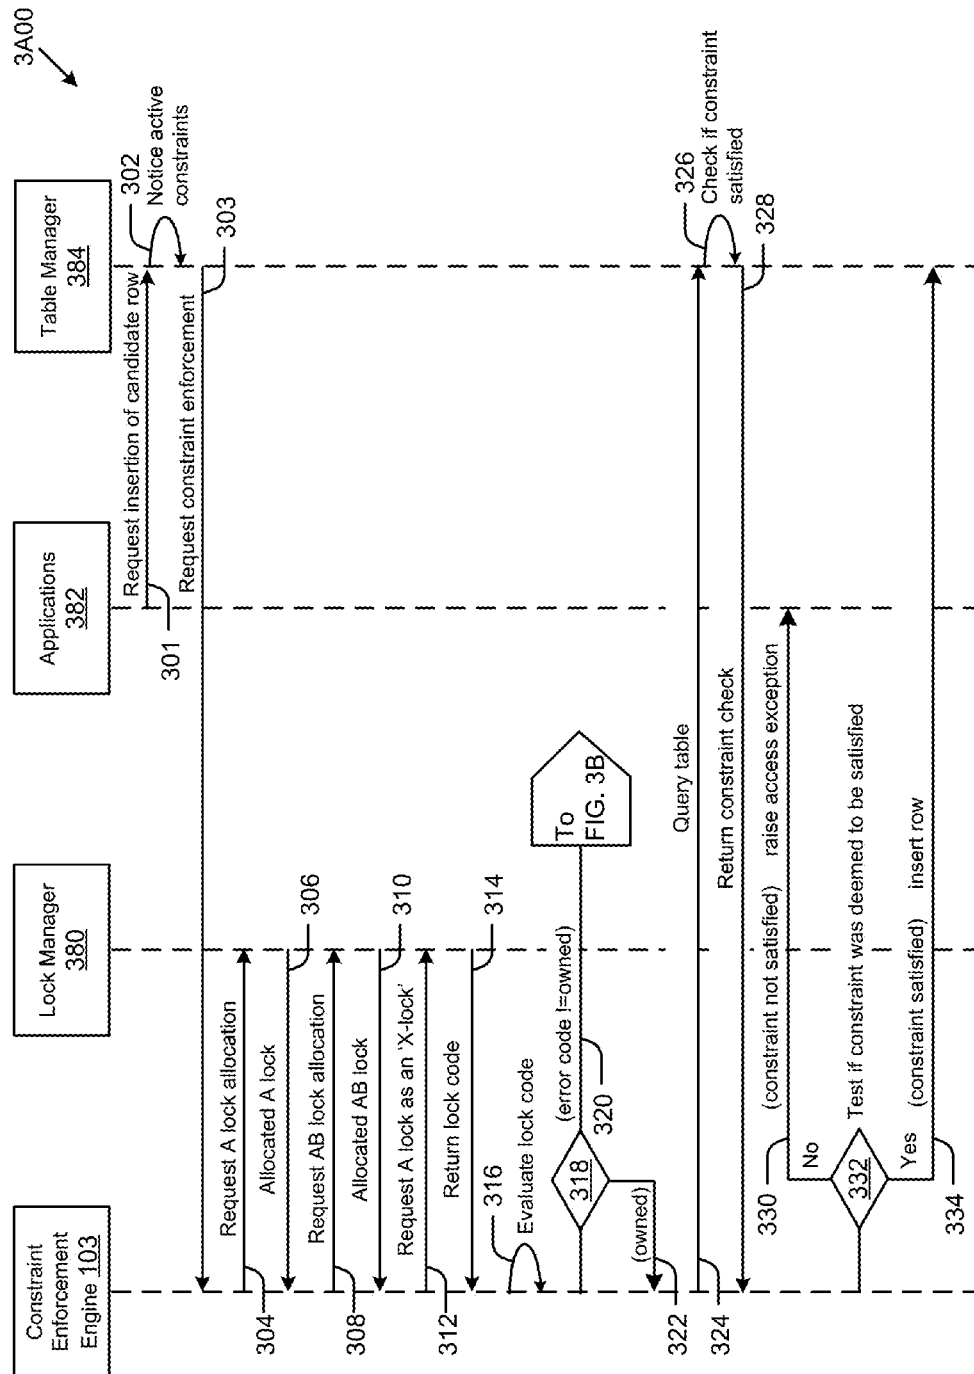 3A00
Constraint
Enforcement
Engine 103
Lock Manager
380
Applications
382
Table Manager
384
Request insertion of candidate row
301
302
Notice active
constraints
Request constraint enforcement
303
Request A lock allocation
304
Allocated A lock
306
Request AB lock allocation
308
Allocated AB lock
310
Request A lock as an ‘X-lock’
312
Return lock code
314
316
Evaluate lock code
318
(error code !=owned)
320
To
FIG. 3B
(owned)
322
Query table
324
326
Check if constraint
satisfied
Return constraint check
328
(constraint not satisfied) raise access exception
330
No
332
Test if constraint was deemed to be satisfied
Yes
(constraint satisfied) insert row
334